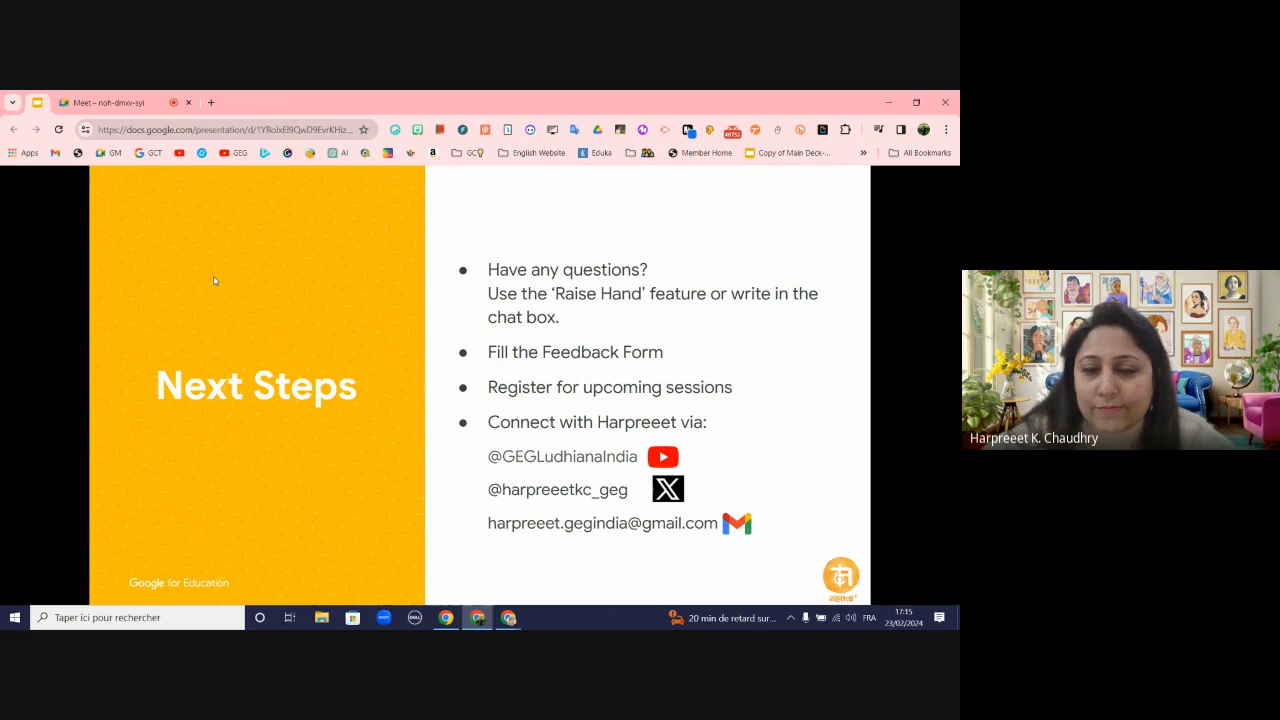 Meet – noh-dmxv-syi
https://docs.google.com/presentation/d/1YRolxEl9QwD9EvrKHiz...
40752
Apps
GM
GCT
GEG
AI
GC
English Website
Eduka
Member Home
Copy of Main Deck-...
All Bookmarks
Next Steps
Google for Education
Have any questions?
Use the ‘Raise Hand’ feature or write in the
chat box.
Fill the Feedback Form
Register for upcoming sessions
Connect with Harpreeet via:
@GEGLudhianaIndia
@harpreeetkc_geg
harpreeet.gegindia@gmail.com
Harpreeet K. Chaudhry
Taper ici pour rechercher
DELL
20 min de retard sur...
FRA
17:15
23/02/2024